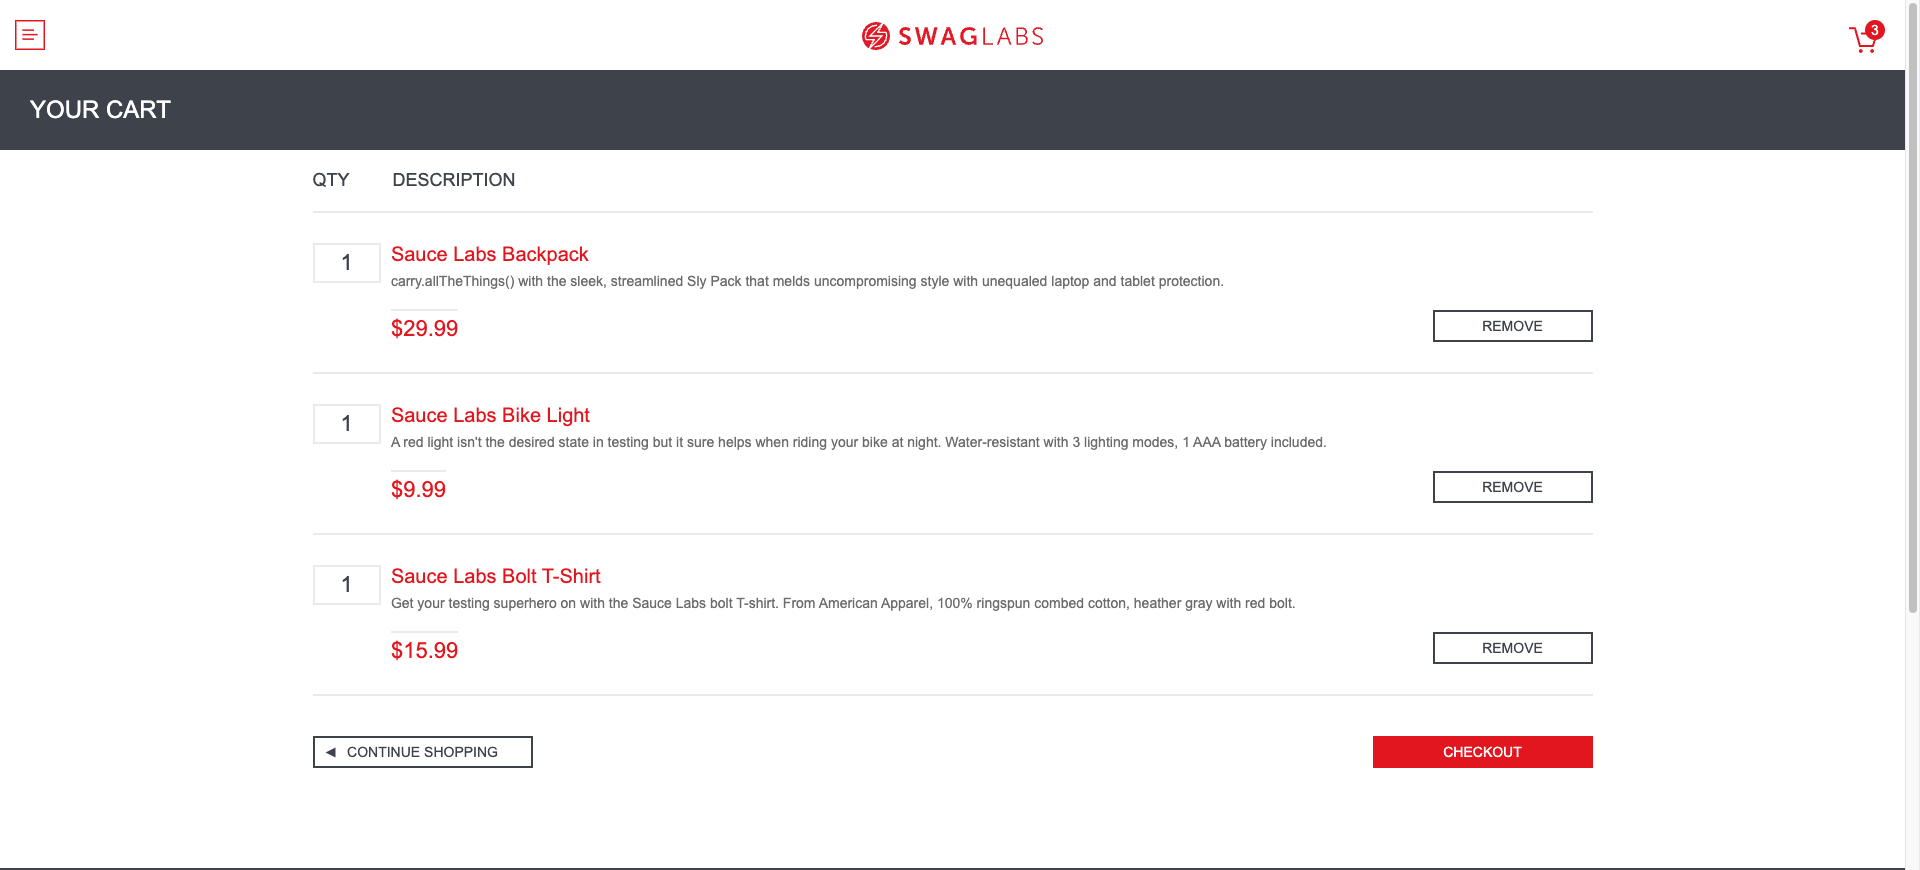 SWAGLABS
3
YOUR CART
QTY DESCRIPTION
1
Sauce Labs Backpack
carry.allTheThings() with the sleek, streamlined Sly Pack that melds uncompromising style with unequaled laptop and tablet protection.
$29.99
REMOVE
1
Sauce Labs Bike Light
A red light isn't the desired state in testing but it sure helps when riding your bike at night. Water-resistant with 3 lighting modes, 1 AAA battery included.
$9.99
REMOVE
1
Sauce Labs Bolt T-Shirt
Get your testing superhero on with the Sauce Labs bolt T-shirt. From American Apparel, 100% ringspun combed cotton, heather gray with red bolt.
$15.99
REMOVE
CONTINUE SHOPPING
CHECKOUT